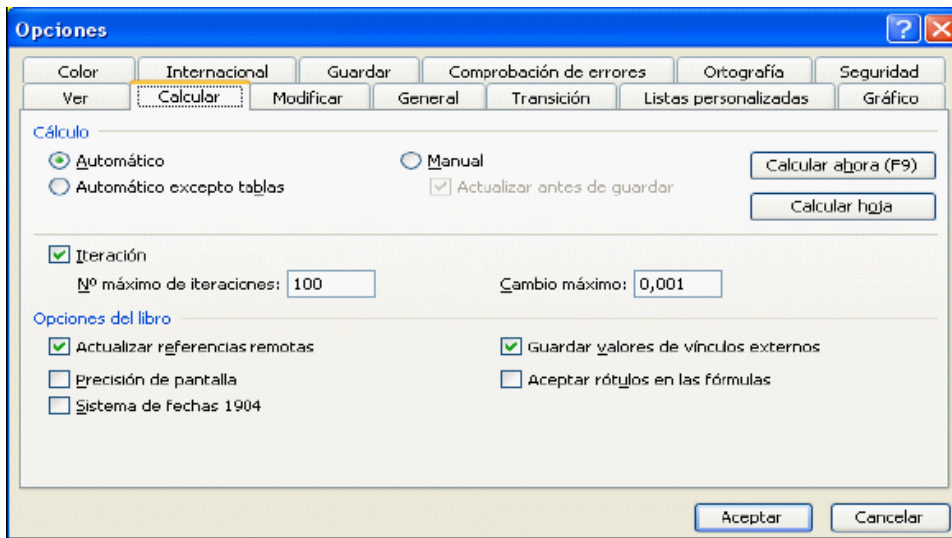 Opciones
Color Internacional Guardar Comprobación de errores Ortografía Seguridad
Ver Calcular Modificar General Transición Listas personalizadas Gráfico
Cálculo
Automático Manual Calcular ahora (F9)
Automático excepto tablas Actualizar antes de guardar
Calcular hoja
Iteración
Nº máximo de iteraciones: 100 Cambio máximo: 0,001
Opciones del libro
Actualizar referencias remotas Guardar valores de vínculos externos
Precisión de pantalla Aceptar rótulos en las fórmulas
Sistema de fechas 1904
Aceptar Cancelar